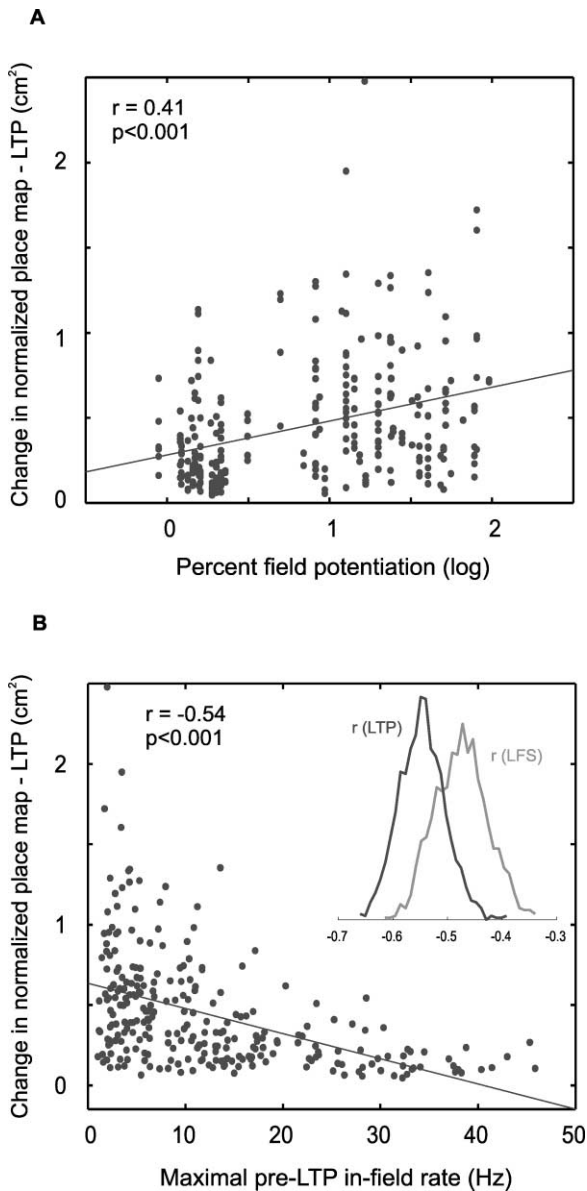 A
Change in normalized place map - LTP (cm²)
r = 0.41
p<0.001
2
1
0
0 1 2
Percent field potentiation (log)
B
Change in normalized place map - LTP (cm²)
r = -0.54
p<0.001
r (LTP)
r (LFS)
-0.7 -0.6 -0.5 -0.4 -0.3
2
1
0
0 10 20 30 40 50
Maximal pre-LTP in-field rate (Hz)